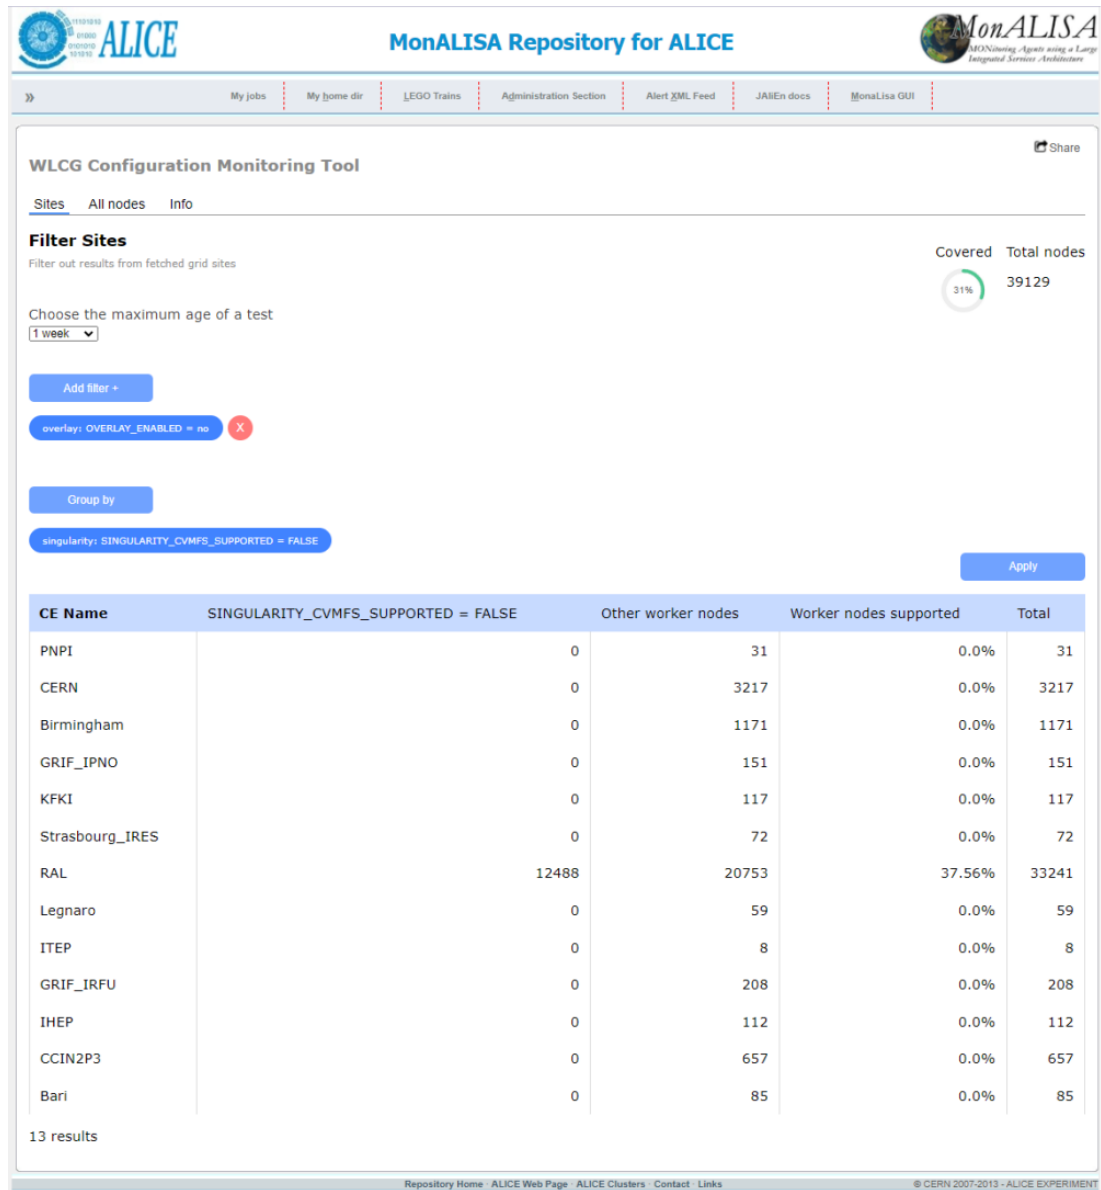 11101010
01000
0101010
101010
ALICE
MonALISA Repository for ALICE
MonALISA
MONitoring Agents using a Large
Integrated Services Architecture
» My jobs My home dir LEGO Trains Administration Section Alert XML Feed JAliEn docs MonaLisa GUI
Share
WLCG Configuration Monitoring Tool
Sites All nodes Info
Filter Sites
Filter out results from fetched grid sites
Covered Total nodes
31% 39129
Choose the maximum age of a test
1 week
Add filter +
overlay: OVERLAY_ENABLED = no X
Group by
singularity: SINGULARITY_CVMFS_SUPPORTED = FALSE
Apply
CE Name SINGULARITY_CVMFS_SUPPORTED = FALSE Other worker nodes Worker nodes supported Total
PNPI 0 31 0.0% 31
CERN 0 3217 0.0% 3217
Birmingham 0 1171 0.0% 1171
GRIF_IPNO 0 151 0.0% 151
KFKI 0 117 0.0% 117
Strasbourg_IRES 0 72 0.0% 72
RAL 12488 20753 37.56% 33241
Legnaro 0 59 0.0% 59
ITEP 0 8 0.0% 8
GRIF_IRFU 0 208 0.0% 208
IHEP 0 112 0.0% 112
CCIN2P3 0 657 0.0% 657
Bari 0 85 0.0% 85
13 results
Repository Home · ALICE Web Page · ALICE Clusters · Contact · Links © CERN 2007-2013 - ALICE EXPERIMENT